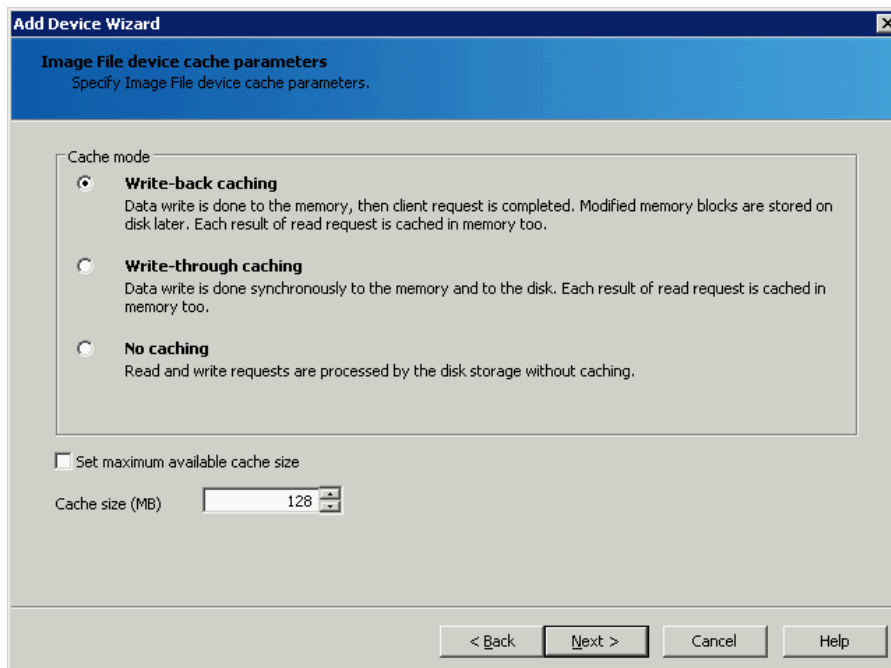 Add Device Wizard
Image File device cache parameters
Specify Image File device cache parameters.
Cache mode
Write-back caching
Data write is done to the memory, then client request is completed. Modified memory blocks are stored on
disk later. Each result of read request is cached in memory too.
Write-through caching
Data write is done synchronously to the memory and to the disk. Each result of read request is cached in
memory too.
No caching
Read and write requests are processed by the disk storage without caching.
Set maximum available cache size
Cache size (MB) 128
< Back Next > Cancel Help